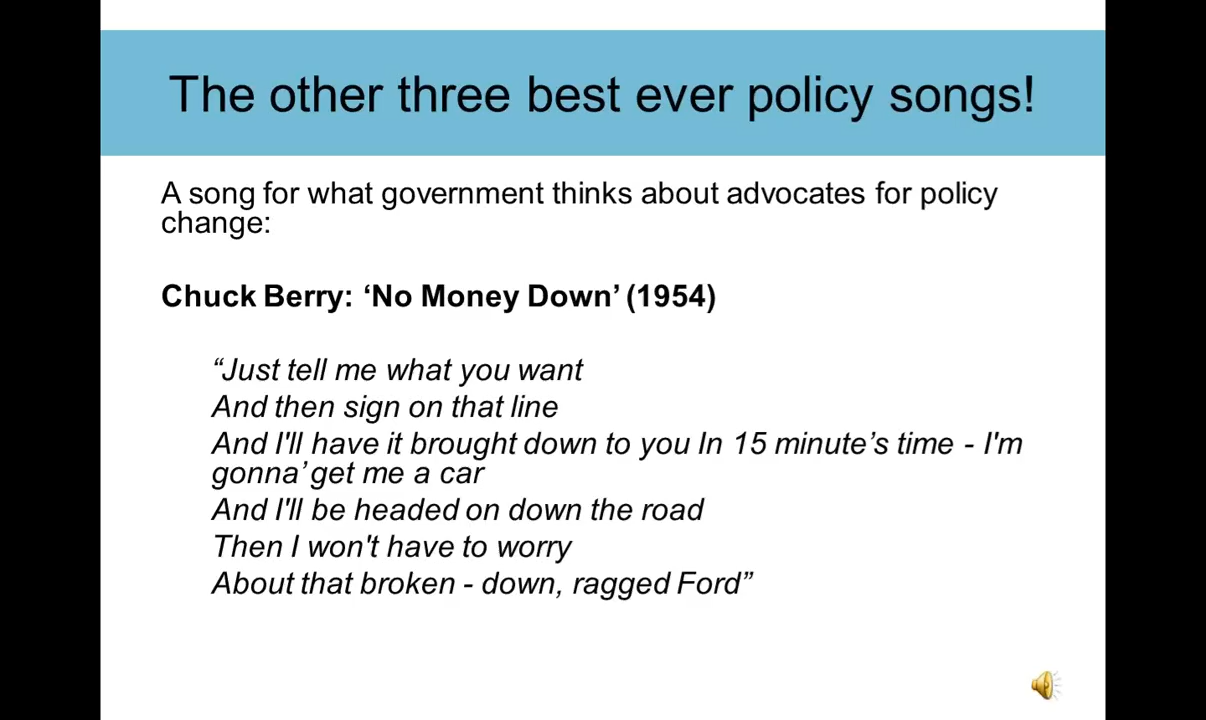 The other three best ever policy songs!
A song for what government thinks about advocates for policy
change:
Chuck Berry: ‘No Money Down’ (1954)
“Just tell me what you want
And then sign on that line
And I'll have it brought down to you In 15 minute’s time - I'm
gonna’ get me a car
And I'll be headed on down the road
Then I won't have to worry
About that broken - down, ragged Ford”